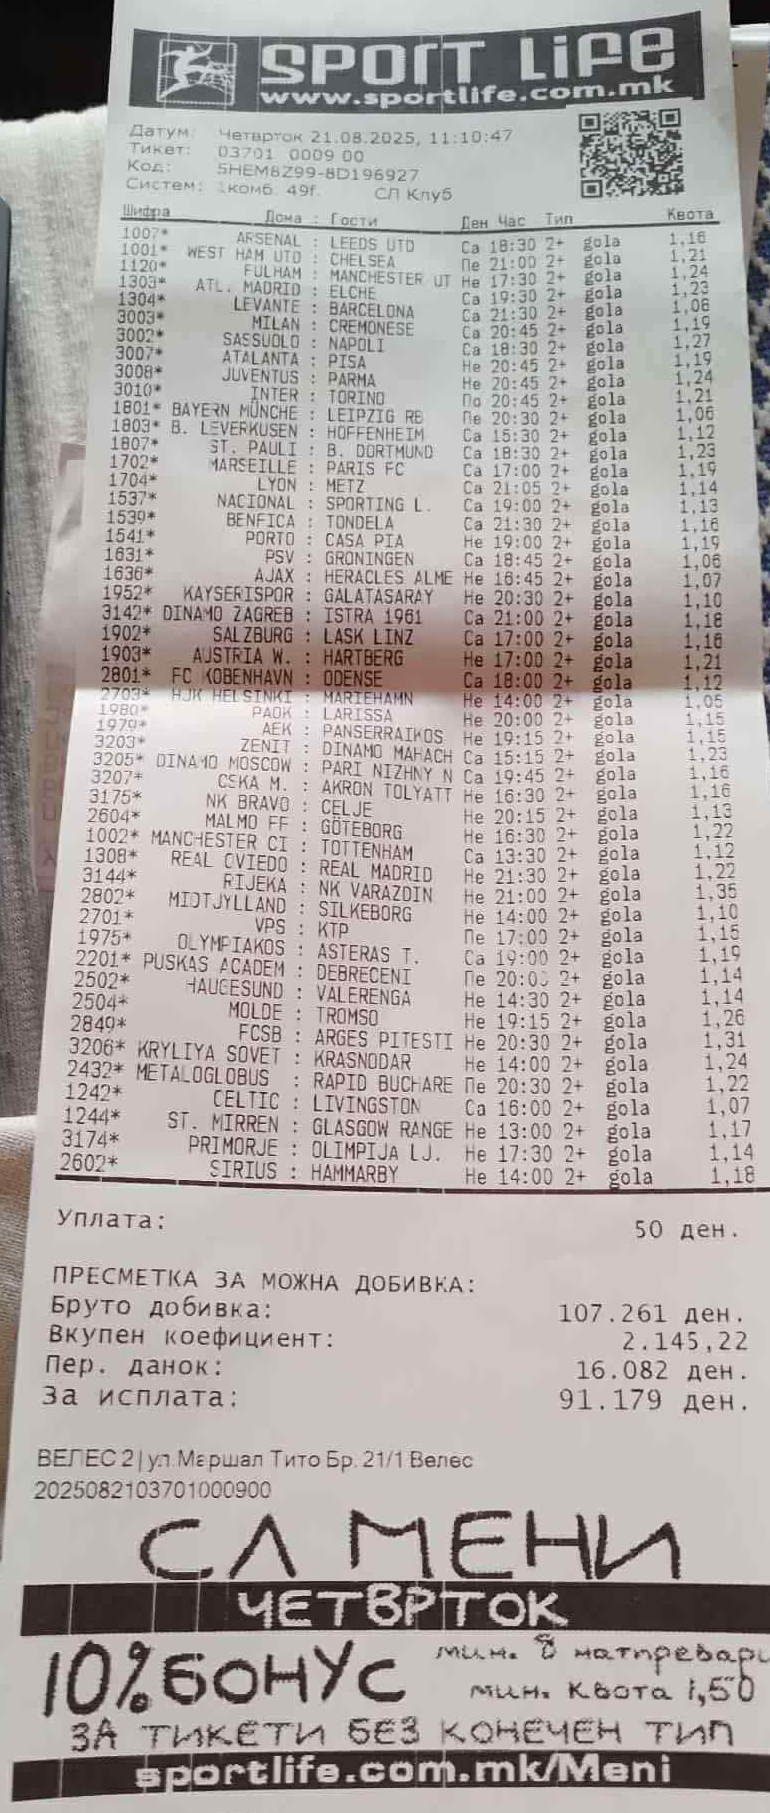 SPORT LIFE
www.sportlife.com.mk
Датум: Четврток 21.08.2025, 11:10:47
Тикет: 03701 0009 00
Код: 5HEM8Z99-8D196927
Систем: 1комб. 49г. СЛ Клуб
Шифра Дома : Гости Ден Час Тип Квота
1007* ARSENAL : LEEDS UTD Са 18:30 2+ gola 1,16
1001* WEST HAM UTD : CHELSEA Пе 21:00 2+ gola 1,21
1120* FULHAM : MANCHESTER UT Не 17:30 2+ gola 1,24
1303* ATL. MADRID : ELCHE Са 19:30 2+ gola 1,23
1304* LEVANTE : BARCELONA Са 21:30 2+ gola 1,06
3003* MILAN : CREMONESE Са 20:45 2+ gola 1,19
3002* SASSUOLO : NAPOLI Са 18:30 2+ gola 1,27
3007* ATALANTA : PISA Не 20:45 2+ gola 1,19
3008* JUVENTUS : PARMA Не 20:45 2+ gola 1,24
3010* INTER : TORINO По 20:45 2+ gola 1,21
1801* BAYERN MÜNCHE : LEIPZIG RB Пе 20:30 2+ gola 1,06
1803* B. LEVERKUSEN : HOFFENHEIM Са 15:30 2+ gola 1,12
1807* ST. PAULI : B. DORTMUND Са 18:30 2+ gola 1,23
1702* MARSEILLE : PARIS FC Са 17:00 2+ gola 1,19
1704* LYON : METZ Са 21:05 2+ gola 1,14
1537* NACIONAL : SPORTING L. Са 19:00 2+ gola 1,13
1539* BENFICA : TONDELA Са 21:30 2+ gola 1,16
1541* PORTO : CASA PIA Не 19:00 2+ gola 1,19
1631* PSV : GRONINGEN Са 18:45 2+ gola 1,06
1636* AJAX : HERACLES ALME Не 16:45 2+ gola 1,07
1952* KAYSERISPOR : GALATASARAY Не 20:30 2+ gola 1,10
3142* DINAMO ZAGREB : ISTRA 1961 Са 21:00 2+ gola 1,18
1902* SALZBURG : LASK LINZ Са 17:00 2+ gola 1,16
1903* AUSTRIA W. : HARTBERG Не 17:00 2+ gola 1,21
2801* FC KOBENHAVN : ODENSE Са 18:00 2+ gola 1,12
2703* HJK HELSINKI : MARIEHAMN Не 14:00 2+ gola 1,05
1980* PAOK : LARISSA Не 20:00 2+ gola 1,15
1979* AEK : PANSERRAIKOS Не 19:15 2+ gola 1,15
3203* ZENIT : DINAMO MAHACH Са 15:15 2+ gola 1,23
3205* DINAMO MOSCOW : PARI NIZHNY N Са 19:45 2+ gola 1,16
3207* CSKA M. : AKRON TOLYATT Не 16:30 2+ gola 1,16
3175* NK BRAVO : CELJE Не 20:15 2+ gola 1,13
2604* MALMO FF : GÖTEBORG Не 16:30 2+ gola 1,22
1002* MANCHESTER CI : TOTTENHAM Са 13:30 2+ gola 1,12
1308* REAL OVIEDO : REAL MADRID Не 21:30 2+ gola 1,22
3144* RIJEKA : NK VARAZDIN Не 21:00 2+ gola 1,35
2802* MIDTJYLLAND : SILKEBORG Не 14:00 2+ gola 1,10
2701* VPS : KTP Пе 17:00 2+ gola 1,15
1975* OLYMPIAKOS : ASTERAS T. Са 19:00 2+ gola 1,19
2201* PUSKAS ACADEM : DEBRECENI Пе 20:00 2+ gola 1,14
2502* HAUGESUND : VALERENGA Не 14:30 2+ gola 1,14
2504* MOLDE : TROMSO Не 19:15 2+ gola 1,26
2849* FCSB : ARGES PITESTI Не 20:30 2+ gola 1,31
3206* KRYLIYA SOVET : KRASNODAR Не 14:00 2+ gola 1,24
2432* METALOGLOBUS : RAPID BUCHARE Пе 20:30 2+ gola 1,22
1242* CELTIC : LIVINGSTON Са 16:00 2+ gola 1,07
1244* ST. MIRREN : GLASGOW RANGE Не 13:00 2+ gola 1,17
3174* PRIMORJE : OLIMPIJA LJ. Не 17:30 2+ gola 1,14
2602* SIRIUS : HAMMARBY Не 14:00 2+ gola 1,18
Уплата: 50 ден.
ПРЕСМЕТКА ЗА МОЖНА ДОБИВКА:
Бруто добивка: 107.261 ден.
Вкупен коефициент: 2.145,22
Пер. данок: 16.082 ден.
За исплата: 91.179 ден.
ВЕЛЕС 2|ул.Маршал Тито Бр. 21/1 Велес
2025082103701000900
СЛ МЕНИ
ЧЕТВРТОК
10% БОНУС мин. 8 натпревари
мин. квота 1,50
ЗА ТИКЕТИ БЕЗ КОНЕЧЕН ТИП
sportlife.com.mk/Meni